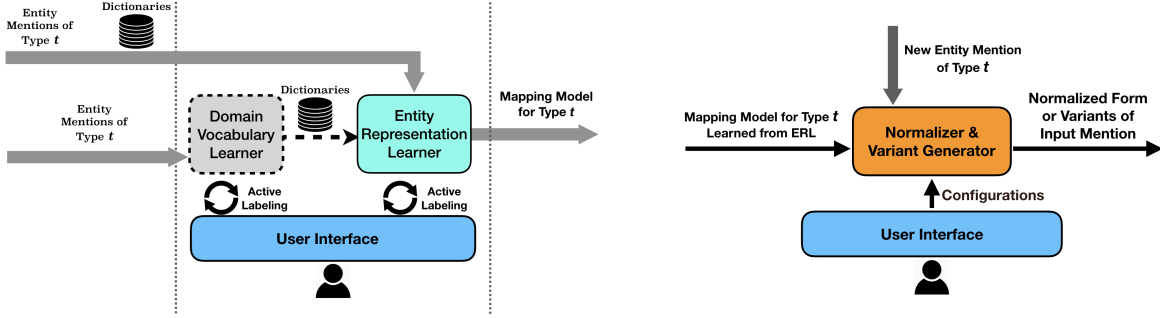 Entity
Mentions of
Type t
Dictionaries
Entity
Mentions of
Type t
Domain
Vocabulary
Learner
Dictionaries
Entity
Representation
Learner
Mapping Model
for Type t
Active
Labeling
Active
Labeling
User Interface
New Entity Mention
of Type t
Mapping Model for Type t
Learned from ERL
Normalizer &
Variant Generator
Normalized Form
or Variants of
Input Mention
Configurations
User Interface